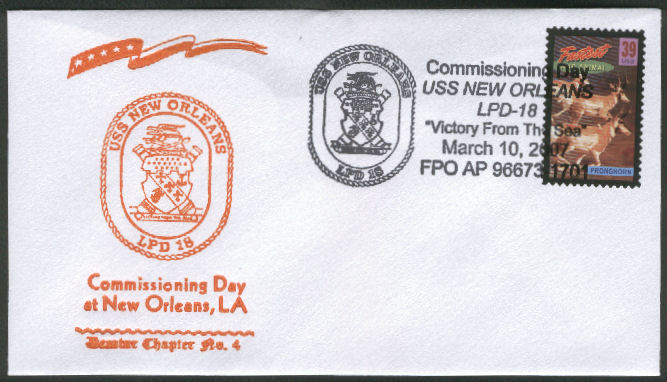 USS NEW ORLEANS
LPD 18
Commissioning Day
at New Orleans, LA
Chapter No. 4
USS NEW ORLEANS
LPD 18
Commissioning Day
USS NEW ORLEANS
LPD-18
"Victory From The Sea"
March 10, 2007
FPO AP 96673-1701
Fastest
39
USA
PRONGHORN